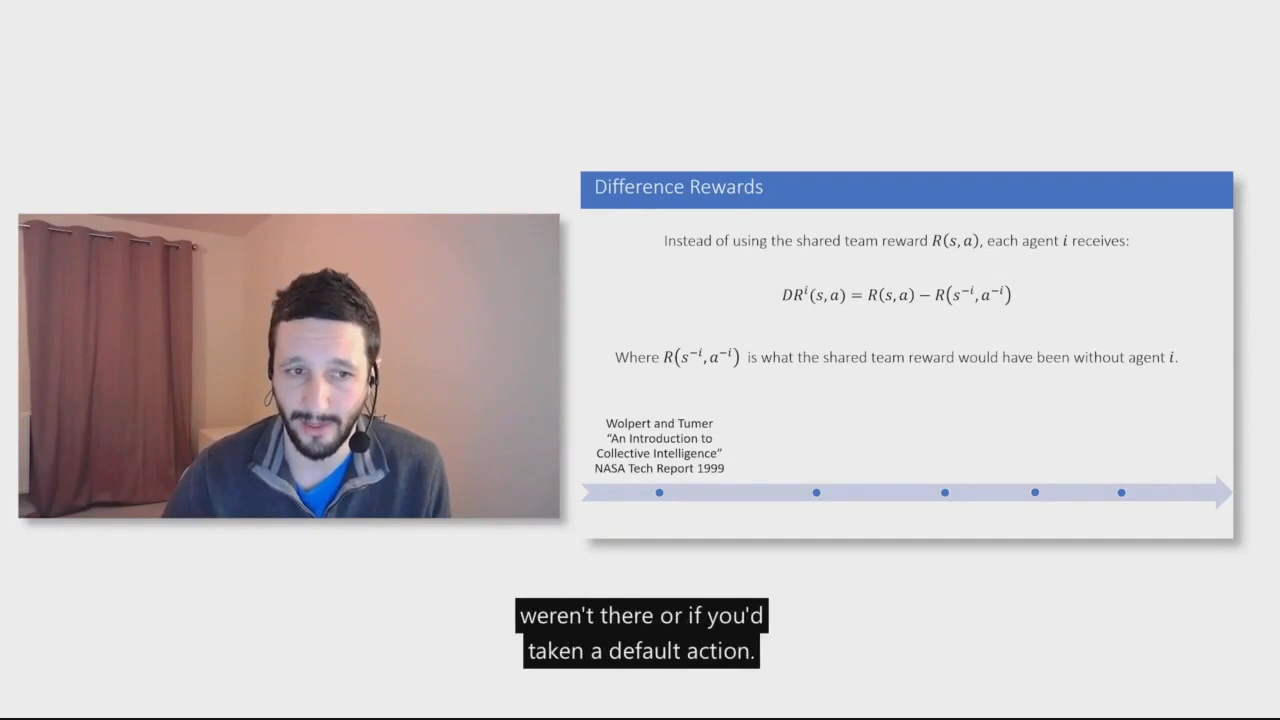 Difference Rewards
Instead of using the shared team reward R(s, a), each agent i receives:
DRⁱ(s, a) = R(s, a) − R(s⁻ⁱ, a⁻ⁱ)
Where R(s⁻ⁱ, a⁻ⁱ) is what the shared team reward would have been without agent i.
Wolpert and Tumer
“An Introduction to
Collective Intelligence”
NASA Tech Report 1999
weren't there or if you'd
taken a default action.